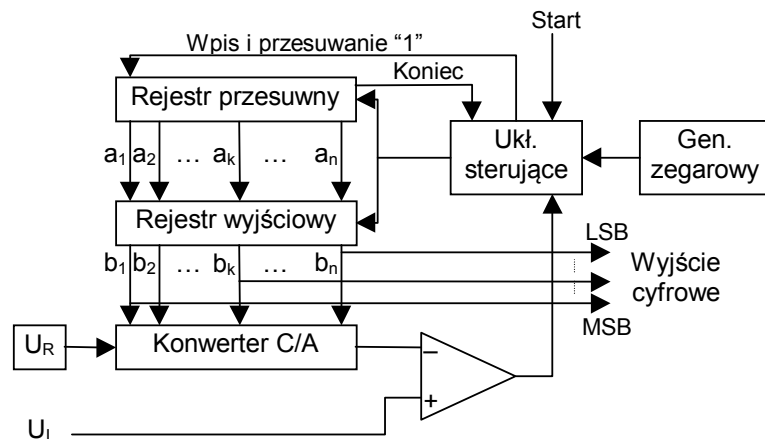 Start
Wpis i przesuwanie “1”
Koniec
Rejestr przesuwny
Ukł.
sterujące
Gen.
zegarowy
a1 a2 … ak … an
Rejestr wyjściowy
b1 b2 … bk … bn
LSB
Wyjście
cyfrowe
MSB
UR
Konwerter C/A
−
+